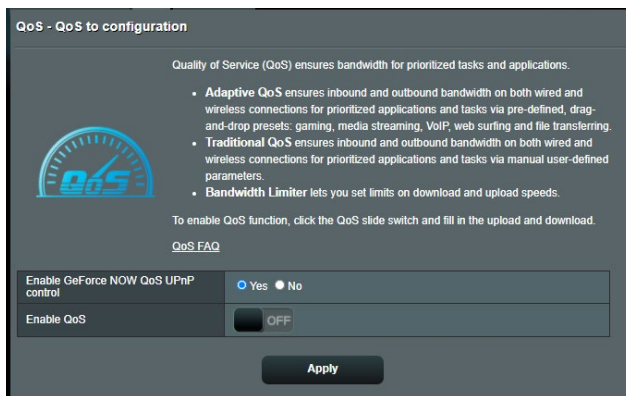 QoS - QoS to configuration
Quality of Service (QoS) ensures bandwidth for prioritized tasks and applications.
• Adaptive QoS ensures inbound and outbound bandwidth on both wired and
wireless connections for prioritized applications and tasks via pre-defined, drag-
and-drop presets: gaming, media streaming, VoIP, web surfing and file transferring.
• Traditional QoS ensures inbound and outbound bandwidth on both wired and
wireless connections for prioritized applications and tasks via manual user-defined
parameters.
• Bandwidth Limiter lets you set limits on download and upload speeds.
To enable QoS function, click the QoS slide switch and fill in the upload and download.
QoS FAQ
QoS
Enable GeForce NOW QoS UPnP
control
Yes No
Enable QoS
OFF
Apply